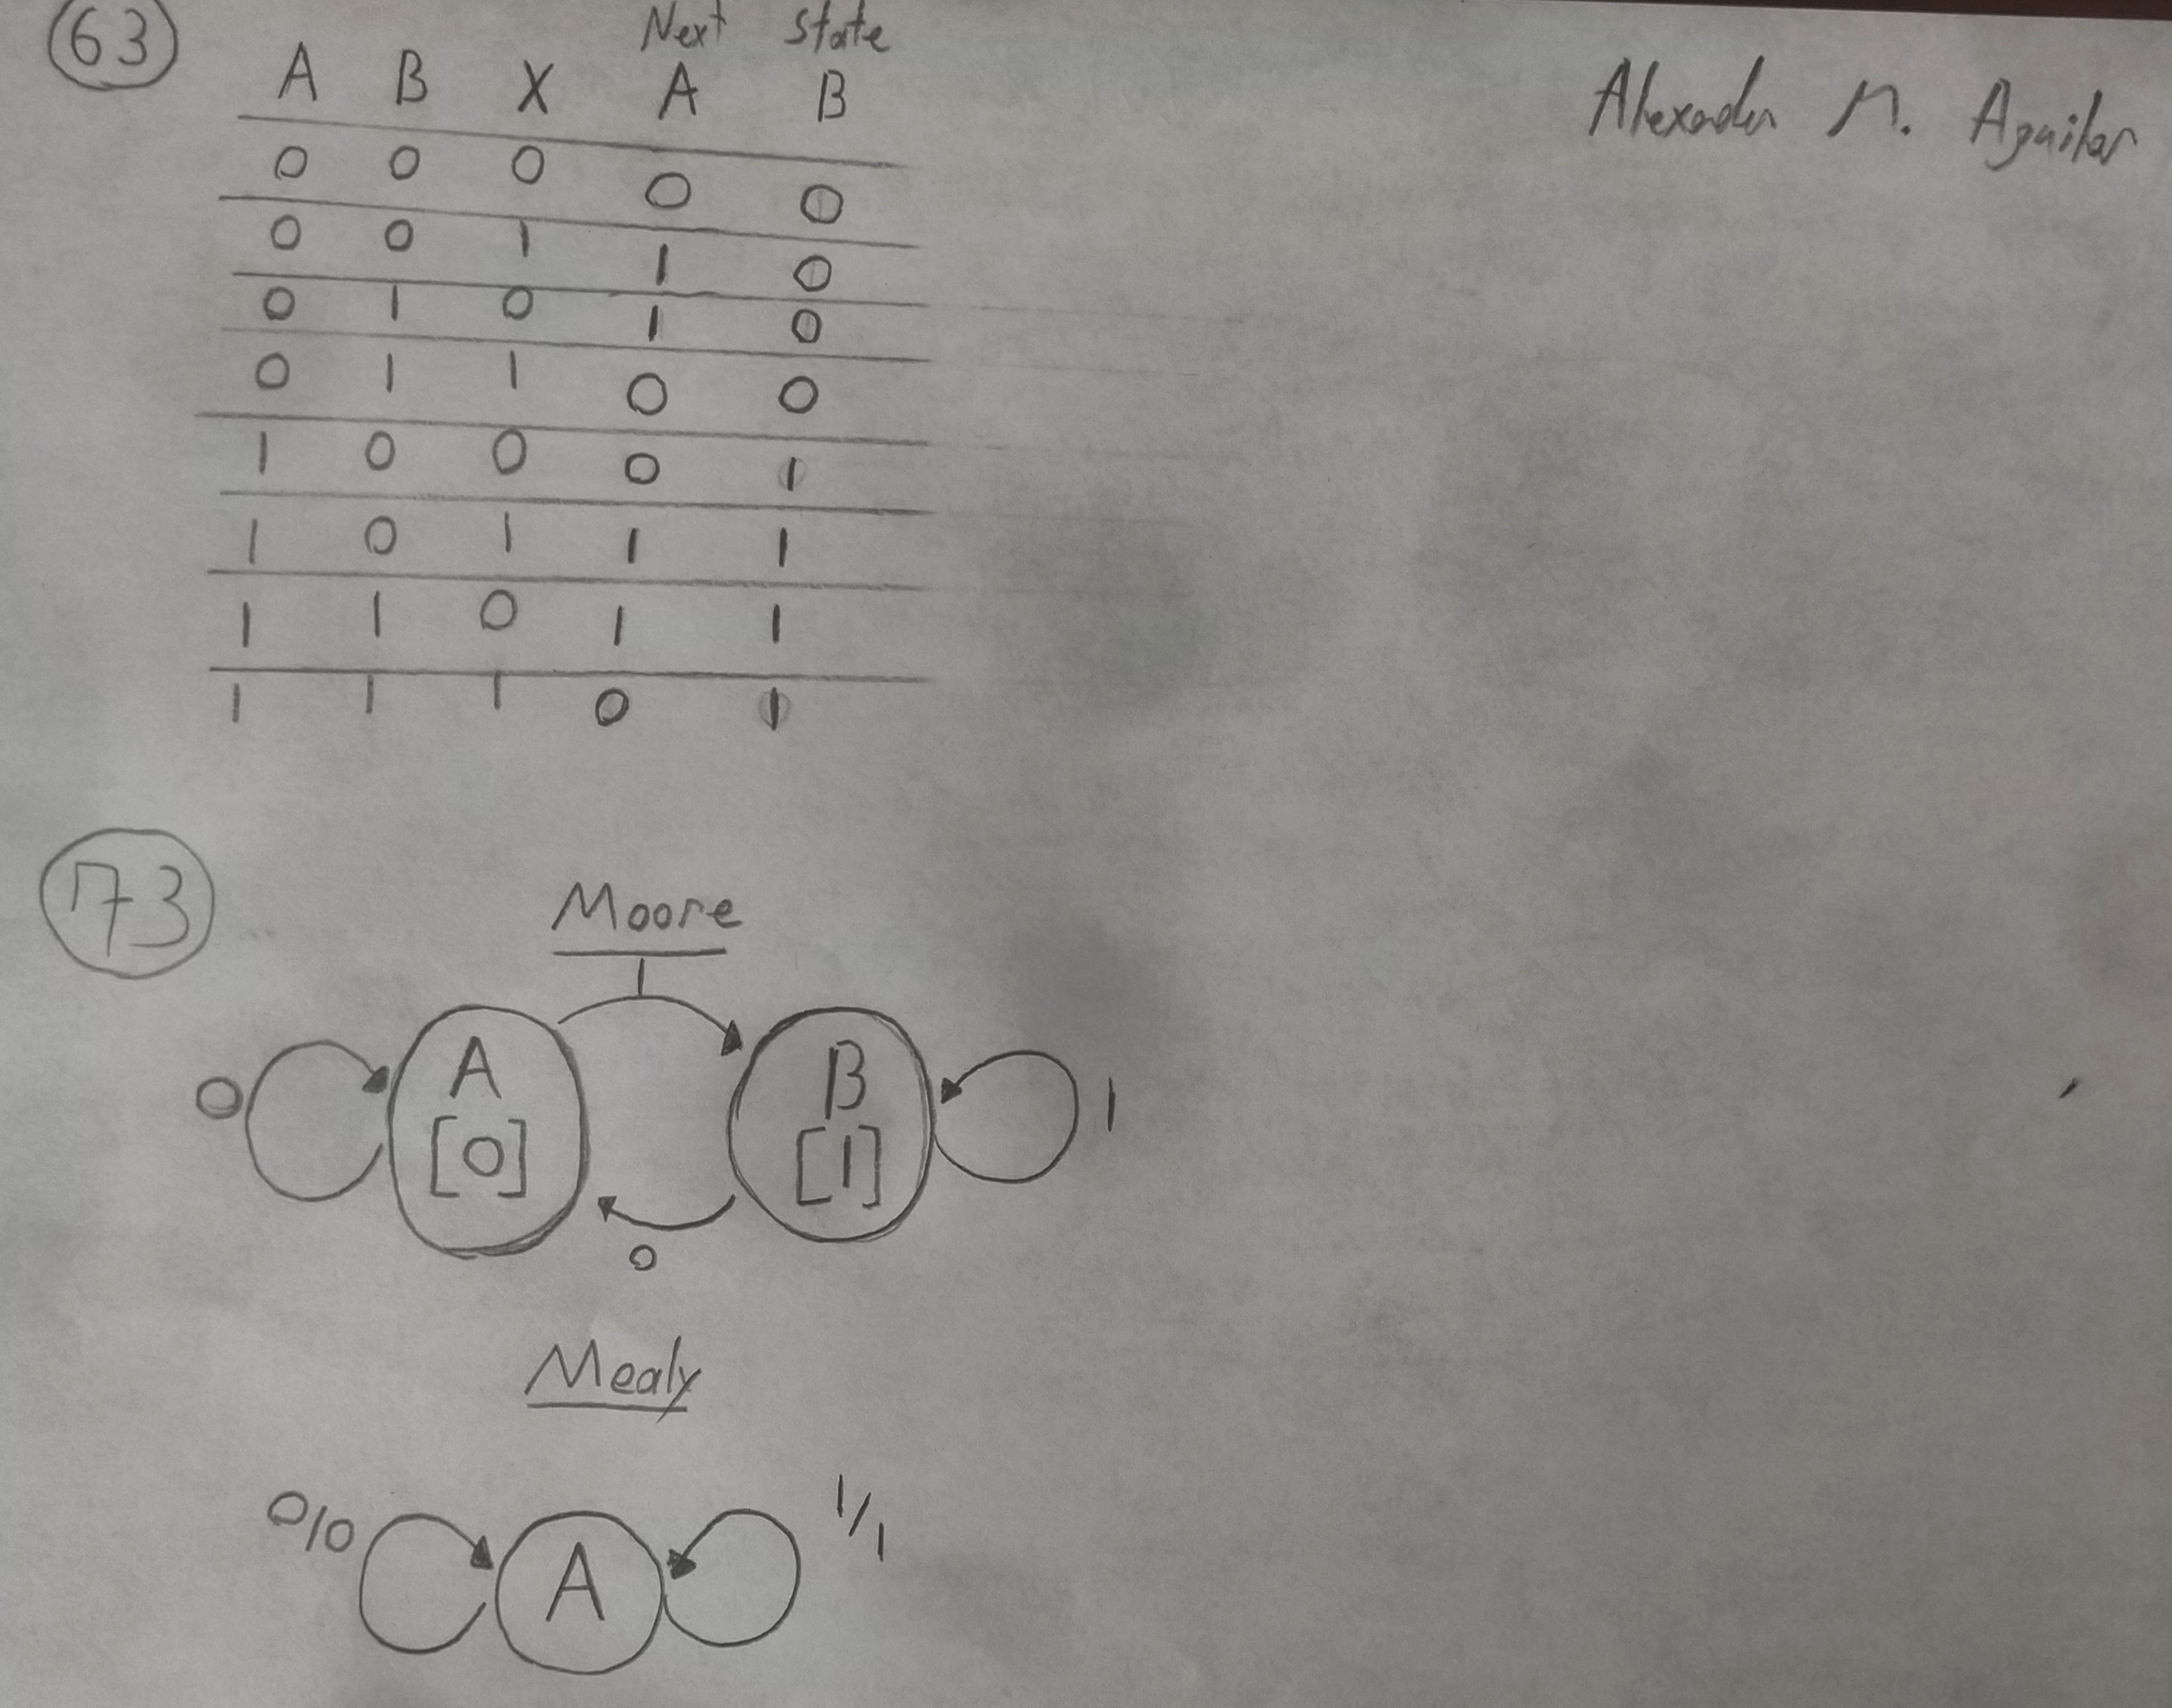 63
Next State
A B X A B
0 0 0 0 0
0 0 1 1 0
0 1 0 1 0
0 1 1 0 0
1 0 0 0 1
1 0 1 1 1
1 1 0 1 1
1 1 1 0 1
Alexander M. Aguilar
73
Moore
1
A
[0]
B
[1]
0
1
0
Mealy
0/0
A
1/1